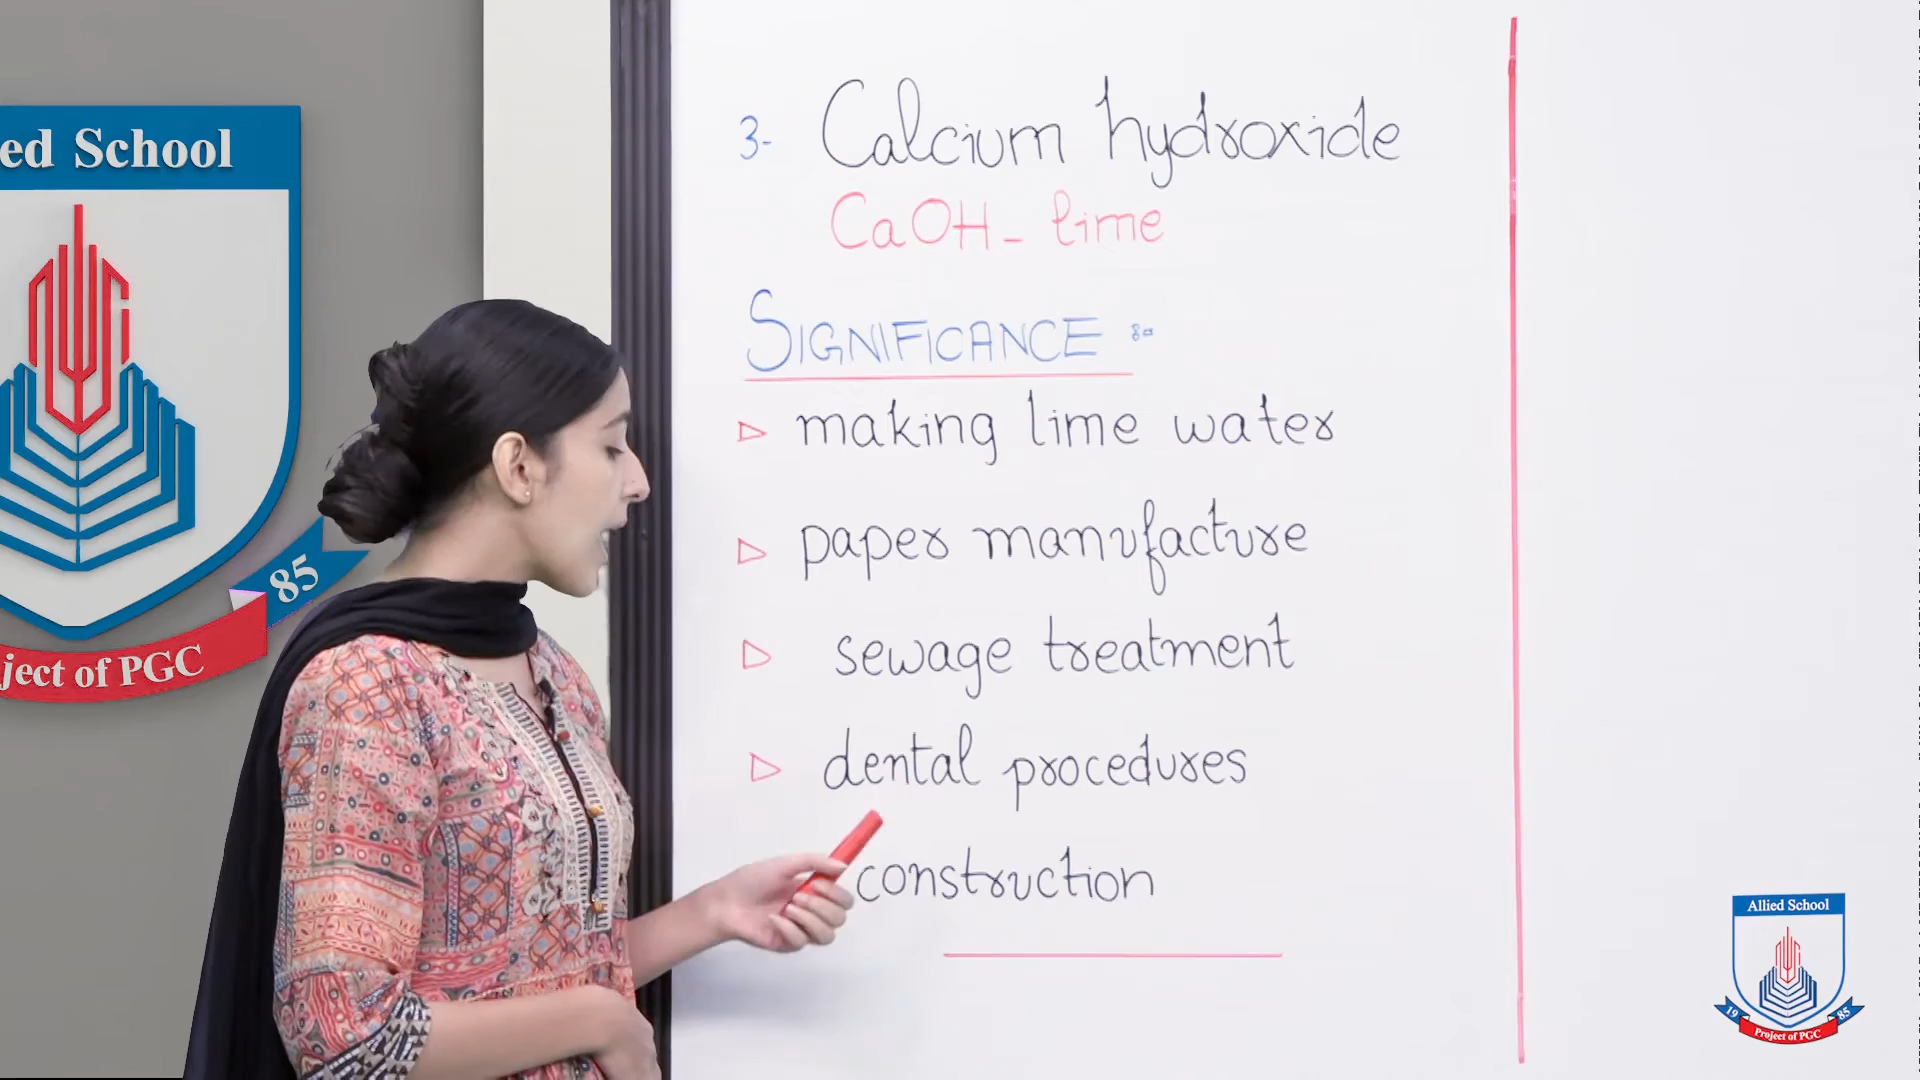 ied School
85
ject of PGC
3- Calcium hydroxide
CaOH - lime
SIGNIFICANCE :-
making lime water
paper manufacture
sewage treatment
dental procedures
construction
Allied School
19 85
Project of PGC